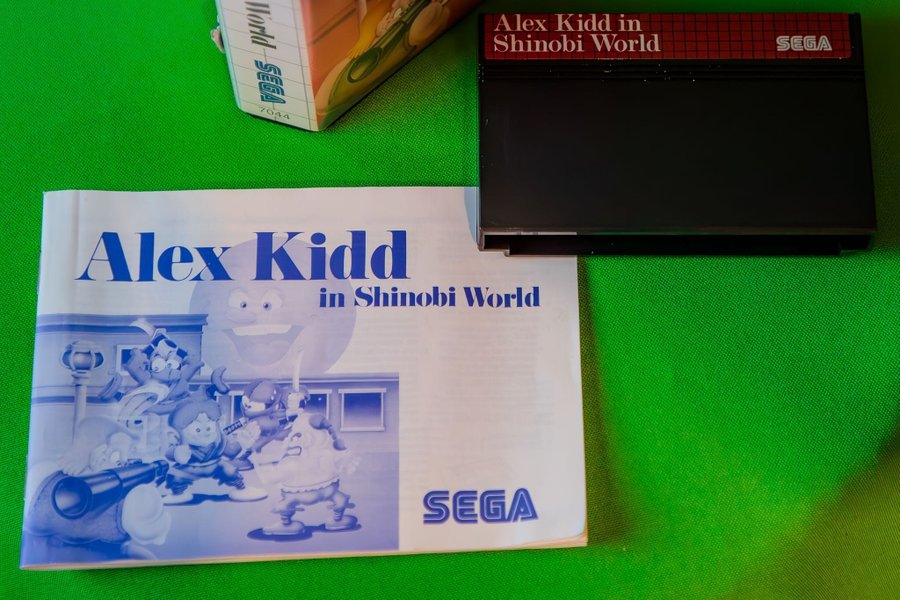 World SEGA
7044
Alex Kidd in
Shinobi World
SEGA
Alex Kidd
in Shinobi World
SEGA